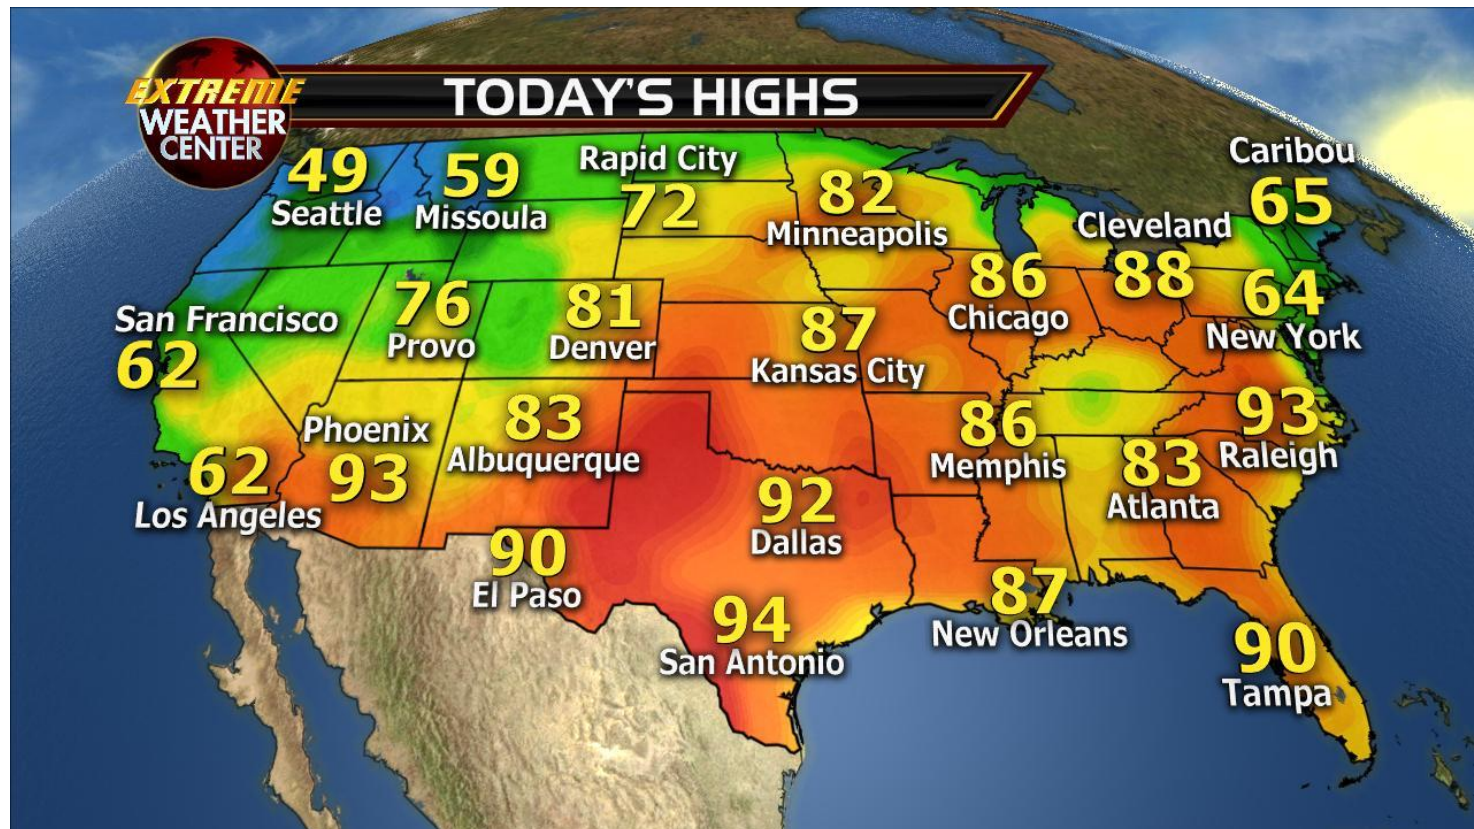 EXTREME
WEATHER
CENTER
TODAY'S HIGHS
49
Seattle
59
Missoula
Rapid City
72
82
Minneapolis
Caribou
65
Cleveland
88
San Francisco
62
76
Provo
81
Denver
87
Kansas City
86
Chicago
64
New York
Phoenix
93
83
Albuquerque
86
Memphis
83
Atlanta
93
Raleigh
62
Los Angeles
90
El Paso
92
Dallas
94
San Antonio
87
New Orleans
90
Tampa